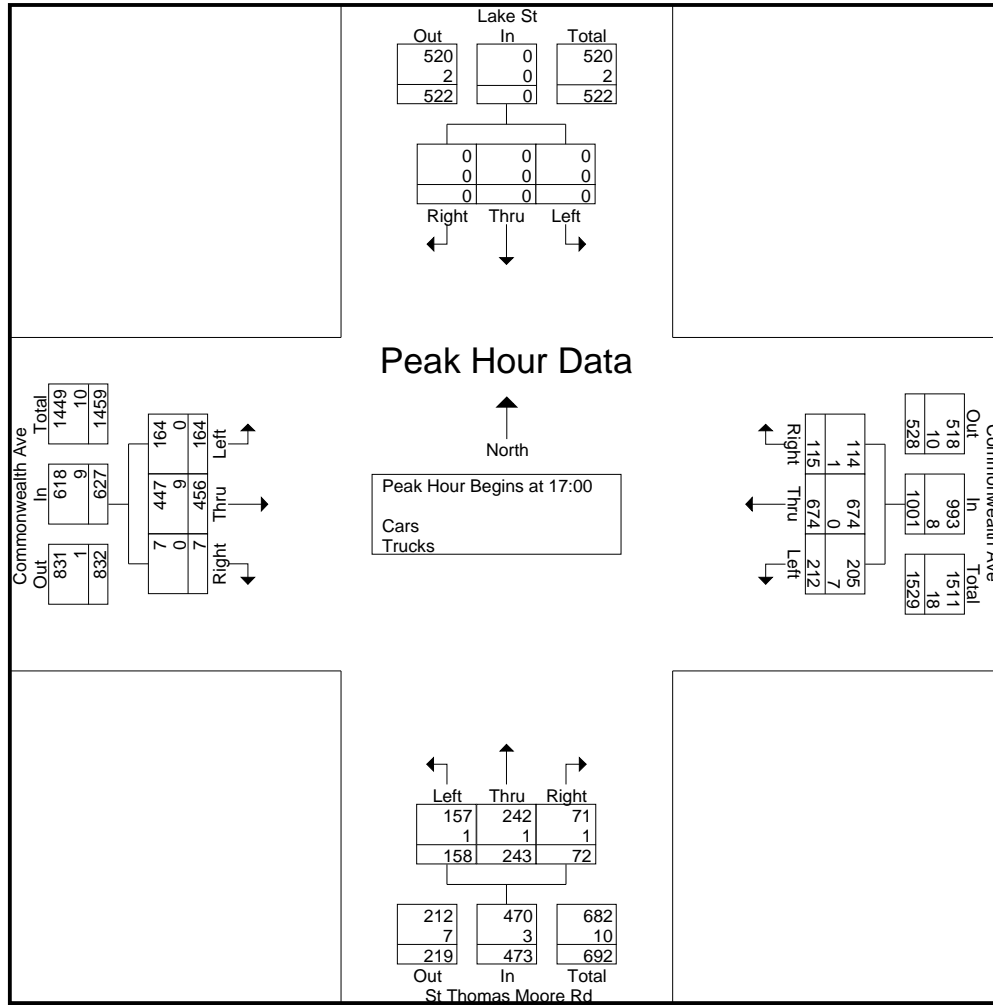 Lake St
Out In Total
520 0 520
2 0 2
522 0 522
0 0 0
0 0 0
0 0 0
Right Thru Left
Peak Hour Data
North
Peak Hour Begins at 17:00
Cars
Trucks
Commonwealth Ave
Total In Out
1449 618 831
10 9 1
1459 627 832
164 447 7
0 9 0
164 456 7
Left Thru Right
Commonwealth Ave
Out In Total
518 993 1511
10 8 18
528 1001 1529
114 674 205
1 0 7
115 674 212
Right Thru Left
Left Thru Right
157 242 71
1 1 1
158 243 72
212 470 682
7 3 10
219 473 692
Out In Total
St Thomas Moore Rd